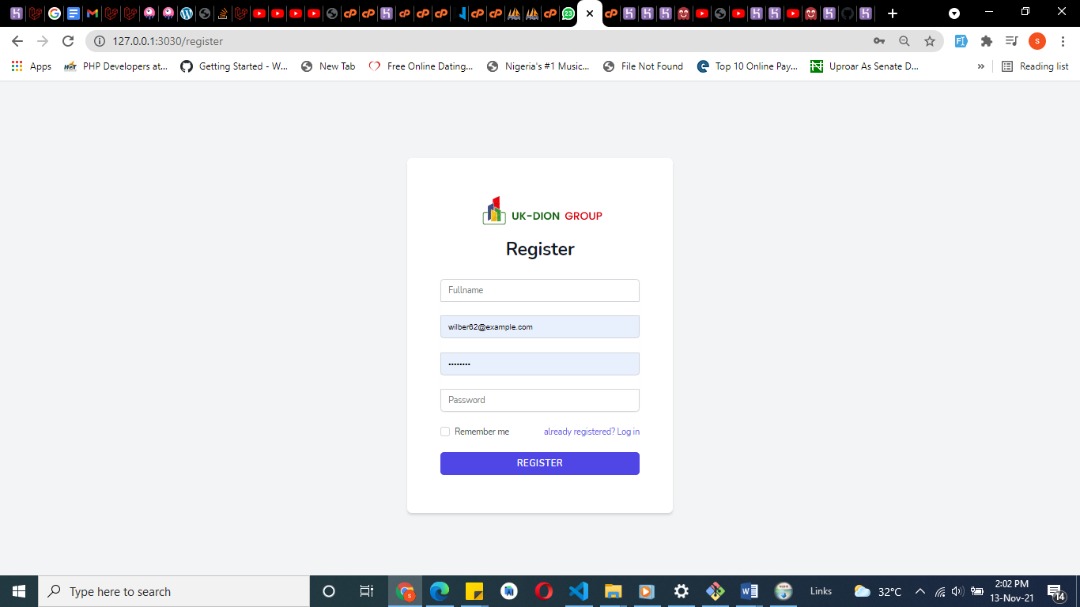 127.0.0.1:3030/register
Apps PHP Developers at... Getting Started - W... New Tab Free Online Dating... Nigeria's #1 Music... File Not Found Top 10 Online Pay... Uproar As Senate D... » Reading list
UK-DION GROUP
Register
Fullname
wilber62@example.com
••••••••
Password
Remember me already registered? Log in
REGISTER
Type here to search
Links
32°C
2:02 PM
13-Nov-21
14